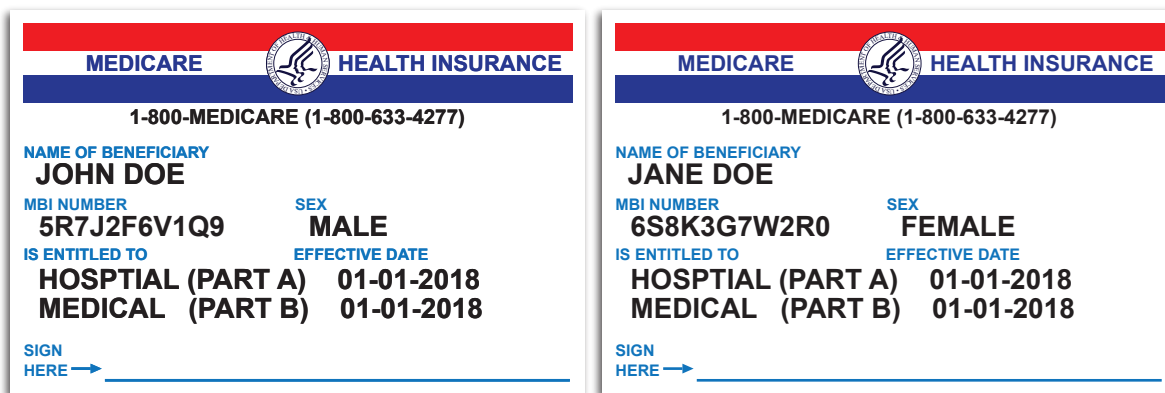 MEDICARE HEALTH INSURANCE
1-800-MEDICARE (1-800-633-4277)
NAME OF BENEFICIARY
JOHN DOE
MBI NUMBER SEX
5R7J2F6V1Q9 MALE
IS ENTITLED TO EFFECTIVE DATE
HOSPTIAL (PART A) 01-01-2018
MEDICAL (PART B) 01-01-2018
SIGN
HERE
MEDICARE HEALTH INSURANCE
1-800-MEDICARE (1-800-633-4277)
NAME OF BENEFICIARY
JANE DOE
MBI NUMBER SEX
6S8K3G7W2R0 FEMALE
IS ENTITLED TO EFFECTIVE DATE
HOSPTIAL (PART A) 01-01-2018
MEDICAL (PART B) 01-01-2018
SIGN
HERE